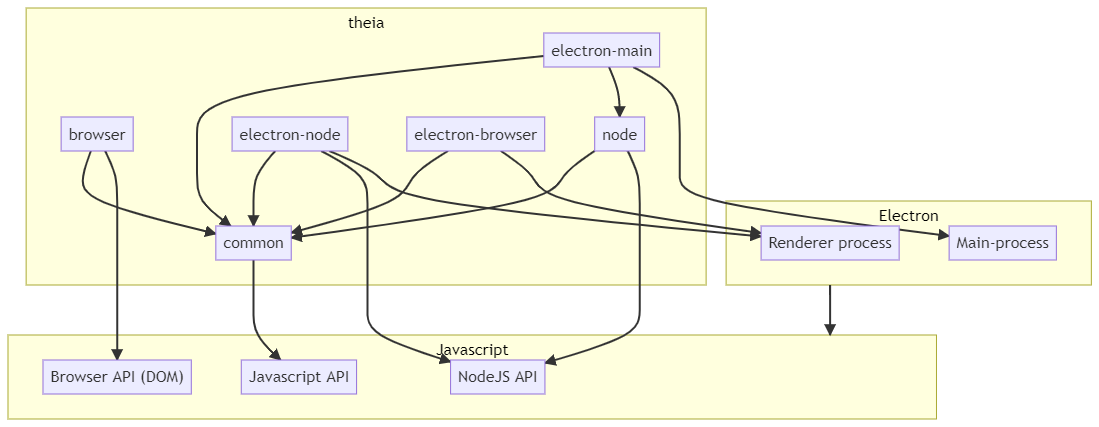 theia
electron-main
browser
electron-node
electron-browser
node
Electron
common
Renderer process
Main-process
Javascript
Browser API (DOM)
Javascript API
NodeJS API